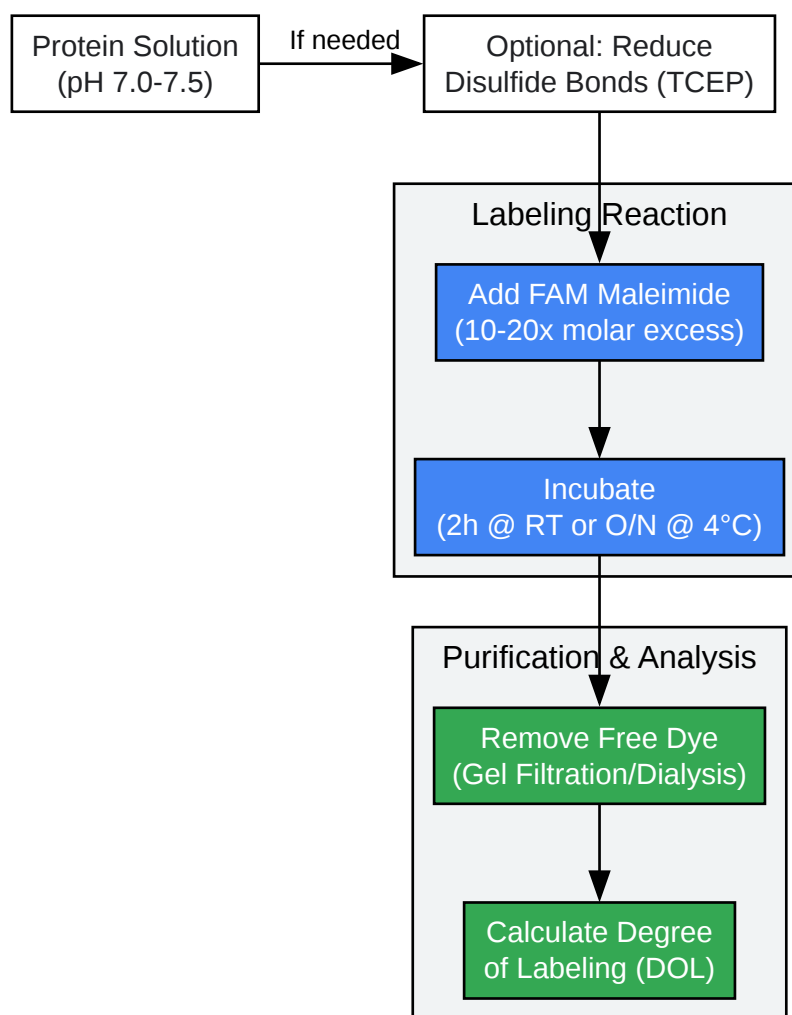 Protein Solution
(pH 7.0-7.5)
If needed
Optional: Reduce
Disulfide Bonds (TCEP)
Labeling Reaction
Add FAM Maleimide
(10-20x molar excess)
Incubate
(2h @ RT or O/N @ 4°C)
Purification & Analysis
Remove Free Dye
(Gel Filtration/Dialysis)
Calculate Degree
of Labeling (DOL)